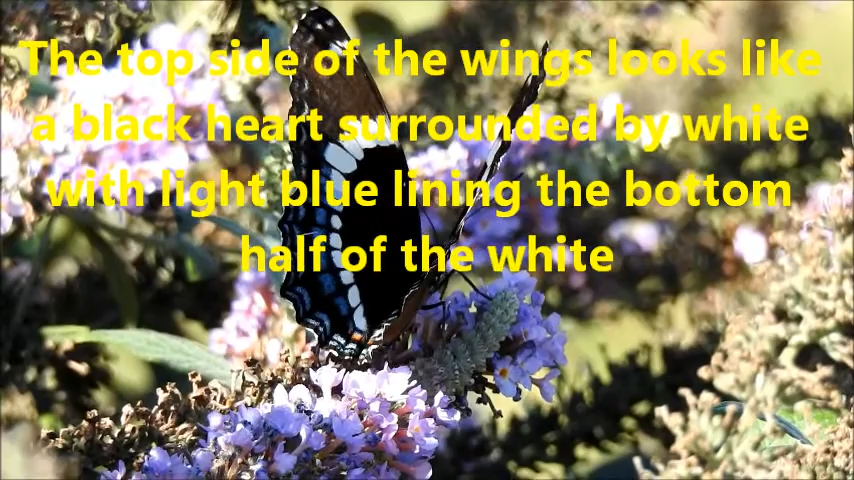 The top side of the wings looks like
a black heart surrounded by white
with light blue lining the bottom
half of the white